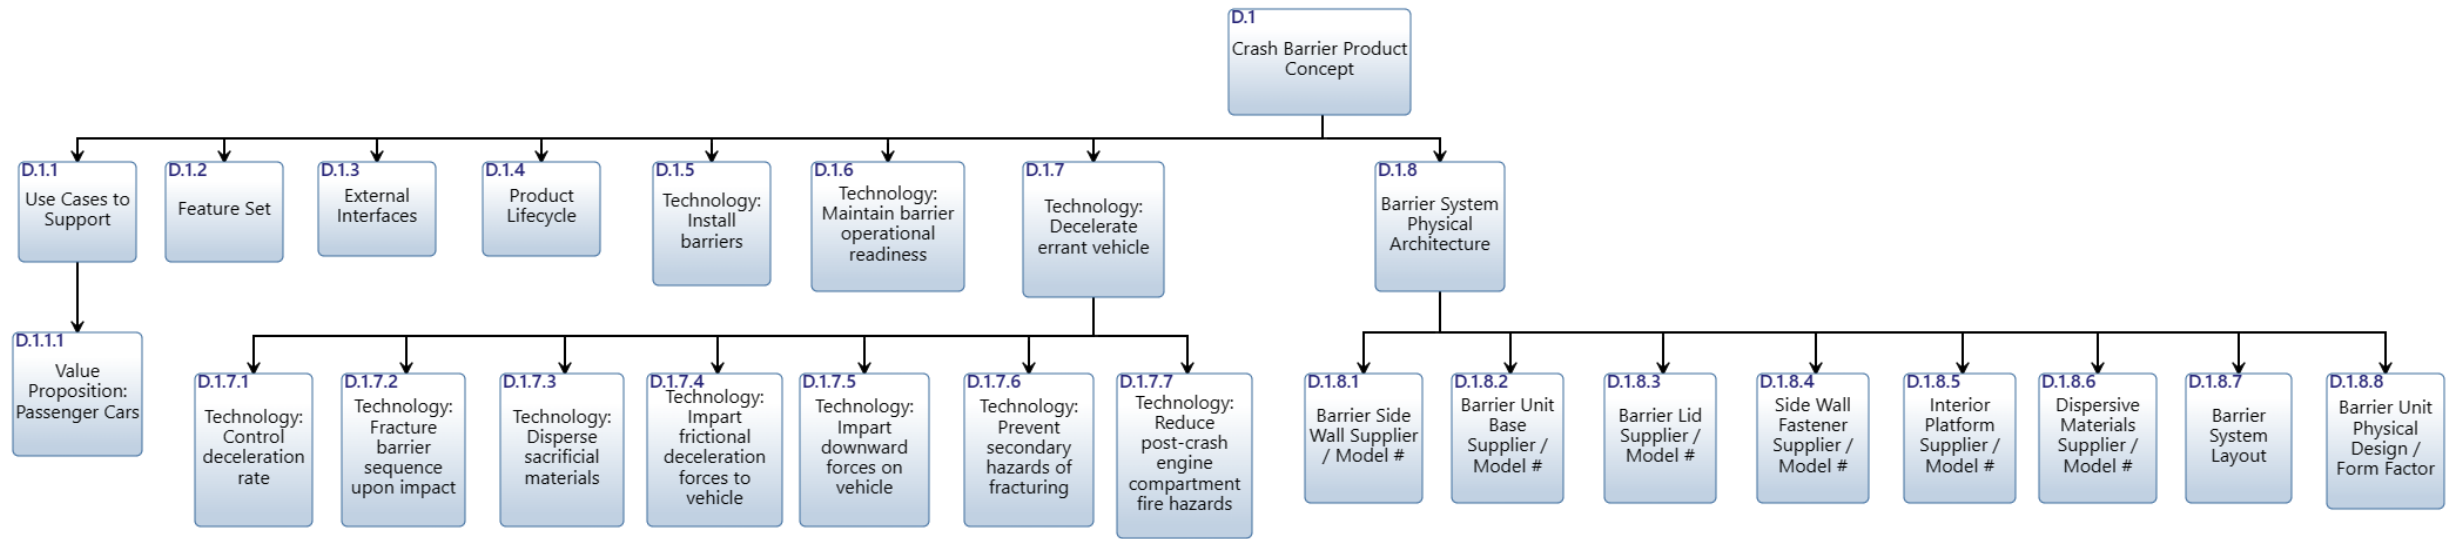 D.1
Crash Barrier Product
Concept
D.1.1
Use Cases to
Support
D.1.2
Feature Set
D.1.3
External
Interfaces
D.1.4
Product
Lifecycle
D.1.5
Technology:
Install
barriers
D.1.6
Technology:
Maintain barrier
operational
readiness
D.1.7
Technology:
Decelerate
errant vehicle
D.1.8
Barrier System
Physical
Architecture
D.1.1.1
Value
Proposition:
Passenger Cars
D.1.7.1
Technology:
Control
deceleration
rate
D.1.7.2
Technology:
Fracture
barrier
sequence
upon impact
D.1.7.3
Technology:
Disperse
sacrificial
materials
D.1.7.4
Technology:
Impart
frictional
deceleration
forces to
vehicle
D.1.7.5
Technology:
Impart
downward
forces on
vehicle
D.1.7.6
Technology:
Prevent
secondary
hazards of
fracturing
D.1.7.7
Technology:
Reduce
post-crash
engine
compartment
fire hazards
D.1.8.1
Barrier Side
Wall Supplier
/ Model #
D.1.8.2
Barrier Unit
Base
Supplier /
Model #
D.1.8.3
Barrier Lid
Supplier /
Model #
D.1.8.4
Side Wall
Fastener
Supplier /
Model #
D.1.8.5
Interior
Platform
Supplier /
Model #
D.1.8.6
Dispersive
Materials
Supplier /
Model #
D.1.8.7
Barrier
System
Layout
D.1.8.8
Barrier Unit
Physical
Design /
Form Factor